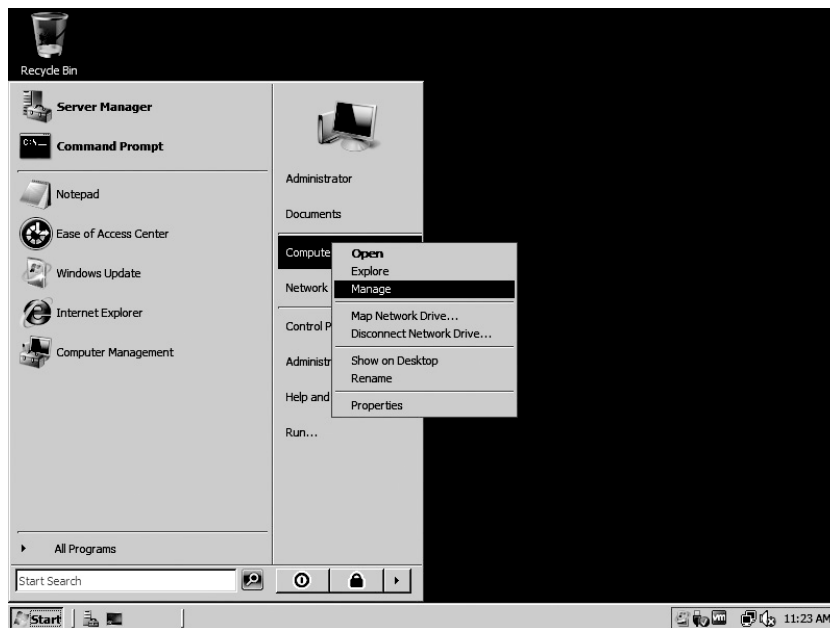 Recycle Bin
Server Manager
Command Prompt
Notepad
Ease of Access Center
Windows Update
Internet Explorer
Computer Management
All Programs
Start Search
Administrator
Documents
Compute
Network
Control P
Administr
Help and
Run...
Open
Explore
Manage
Map Network Drive...
Disconnect Network Drive...
Show on Desktop
Rename
Properties
Start
11:23 AM